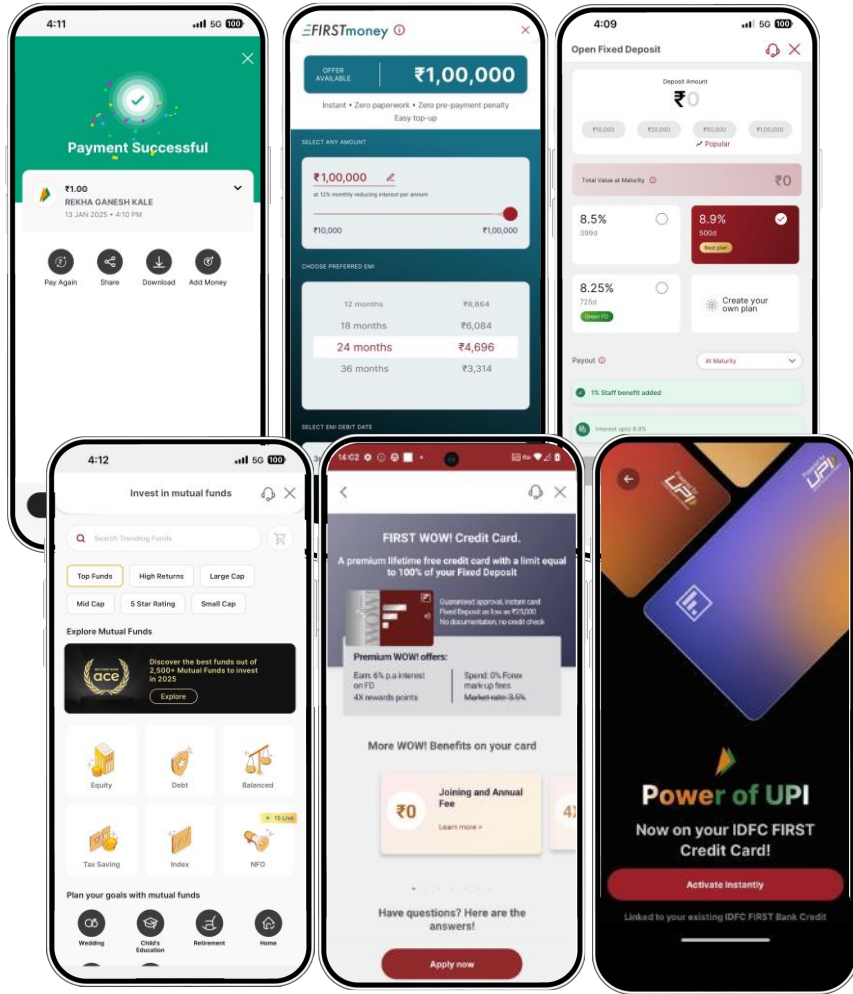 4:11
5G 100
Payment Successful
₹1.00
REKHA GANESH KALE
13 JAN 2025 • 4:10 PM
Pay Again
Share
Download
Add Money
FIRSTmoney
OFFER AVAILABLE
₹1,00,000
Instant • Zero paperwork • Zero pre-payment penalty
Easy top-up
SELECT ANY AMOUNT
₹1,00,000
at 12% monthly reducing interest per annum
₹10,000
₹1,00,000
CHOOSE PREFERRED EMI
12 months ₹8,864
18 months ₹6,084
24 months ₹4,696
36 months ₹3,314
SELECT EMI DEBIT DATE
4:09
5G 100
Open Fixed Deposit
Deposit Amount
₹0
₹10,000
₹25,000
₹50,000
₹1,00,000
Popular
Total Value at Maturity
₹0
8.5%
399d
8.9%
500d
Best plan
8.25%
725d
Green FD
Create your
own plan
Payout
At Maturity
1% Staff benefit added
Interest upto 8.9%
4:12
5G 100
Invest in mutual funds
Search Trending Funds
Top Funds
High Returns
Large Cap
Mid Cap
5 Star Rating
Small Cap
Explore Mutual Funds
ace
Discover the best funds out of
2,500+ Mutual Funds to invest
in 2025
Explore
Equity
Debt
Balanced
15 Live
Tax Saving
Index
NFO
Plan your goals with mutual funds
Wedding
Child's
Education
Retirement
Home
14:02
FIRST WOW! Credit Card.
A premium lifetime free credit card with a limit equal
to 100% of your Fixed Deposit
Guaranteed approval, instant card
Fixed Deposit as low as ₹25,000
No documentation, no credit check
Premium WOW! offers:
Earn: 6% p.a interest
on FD
4X rewards points
Spend: 0% Forex
mark-up fees
Market rate: 3.5%
More WOW! Benefits on your card
₹0
Joining and Annual
Fee
Learn more >
4X
Have questions? Here are the
answers!
Apply now
Powered by
UPI
Powered by
UPI
Power of UPI
Now on your IDFC FIRST
Credit Card!
Activate Instantly
Linked to your existing IDFC FIRST Bank Credit